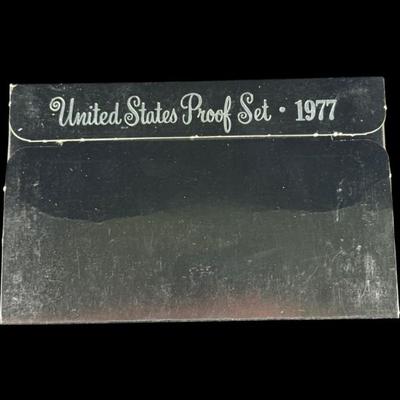 United States Proof Set · 1977